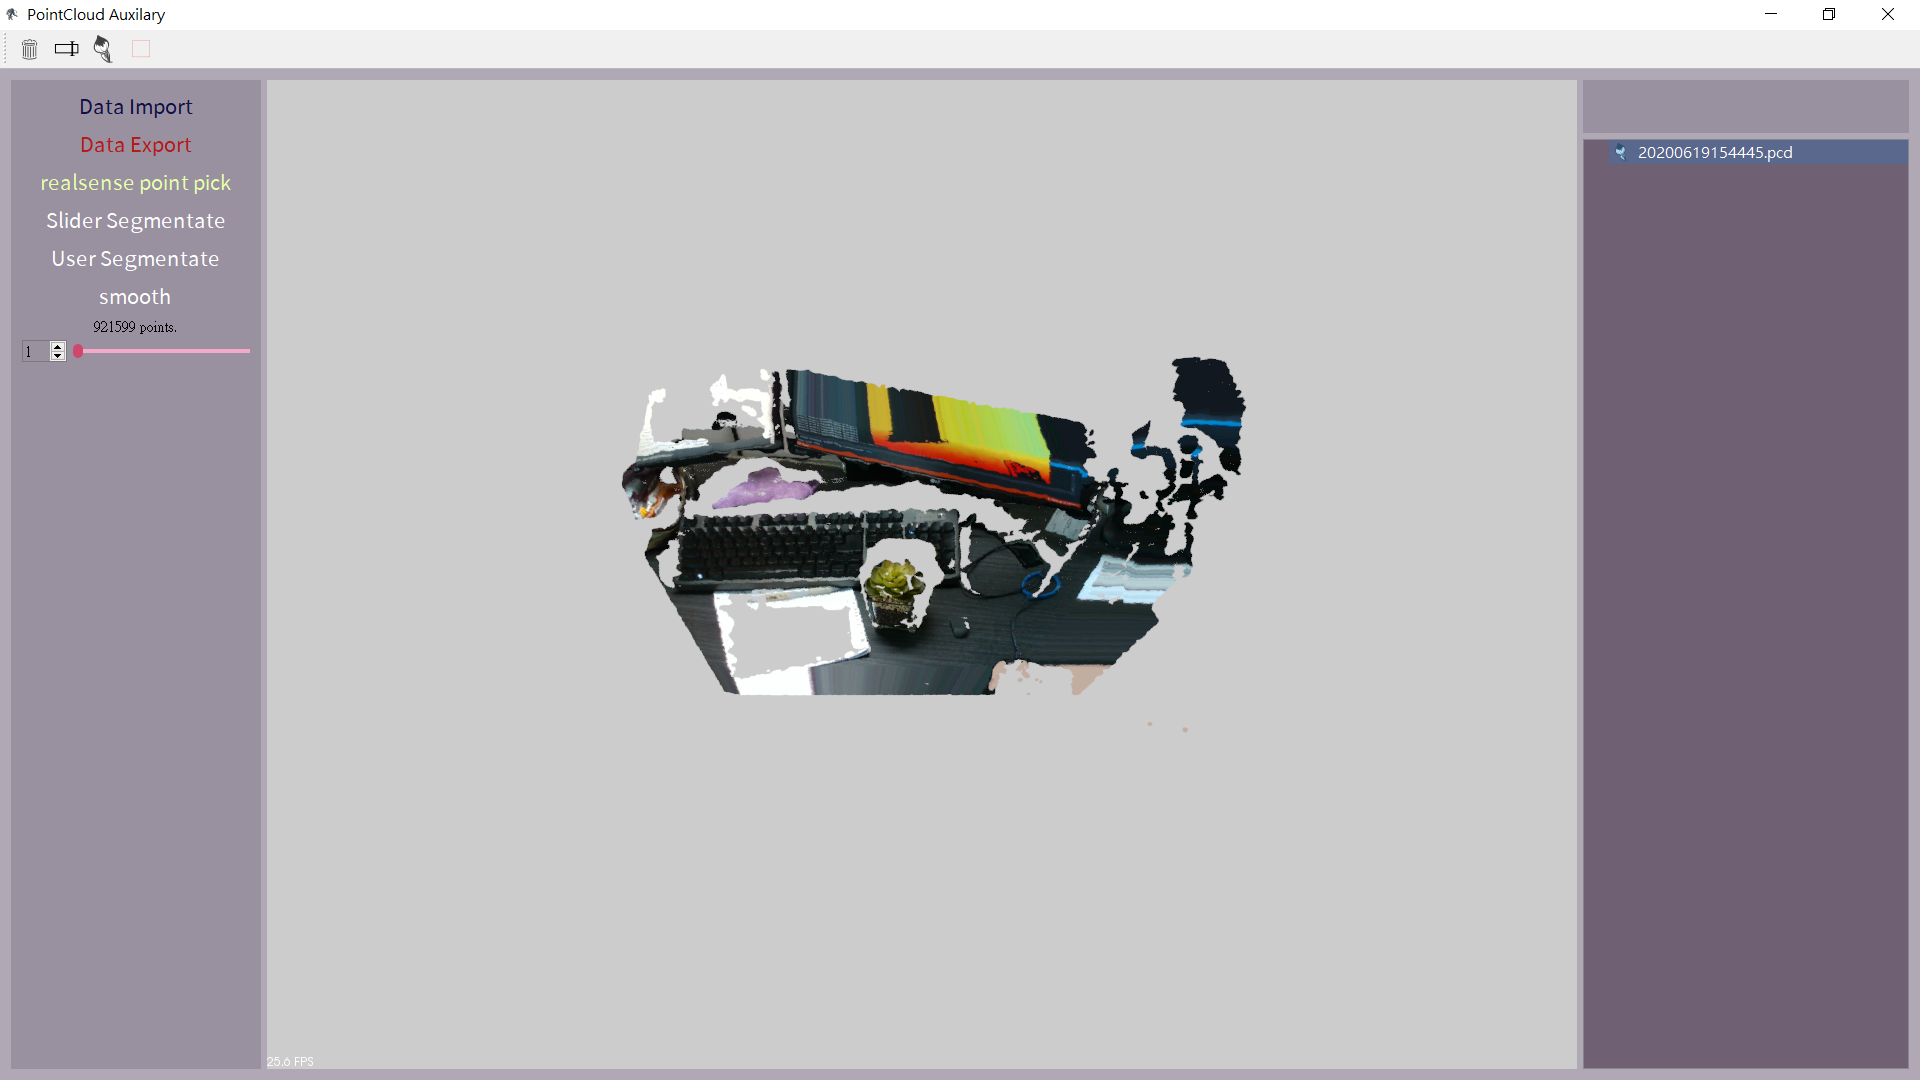 PointCloud Auxilary
Data Import
Data Export
realsense point pick
Slider Segmentate
User Segmentate
smooth
921599 points.
1
20200619154445.pcd
25.6 FPS